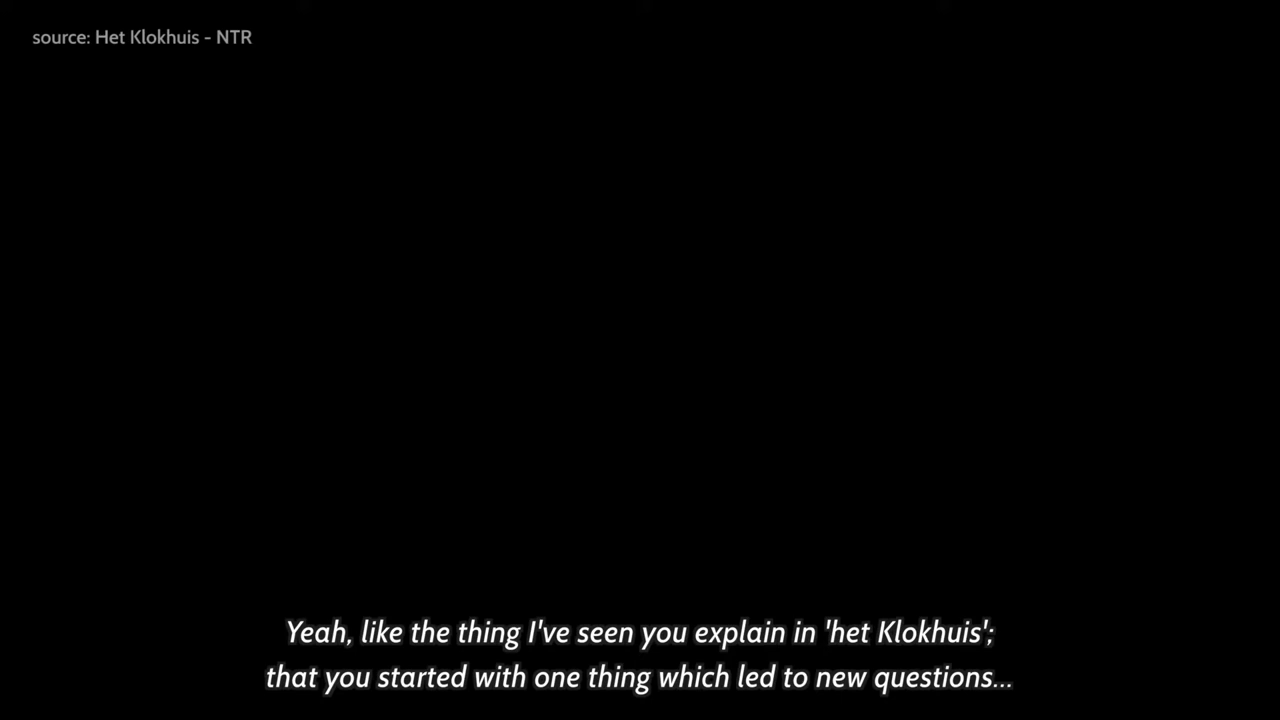 source: Het Klokhuis - NTR
Yeah, like the thing I've seen you explain in 'het Klokhuis';
that you started with one thing which led to new questions...